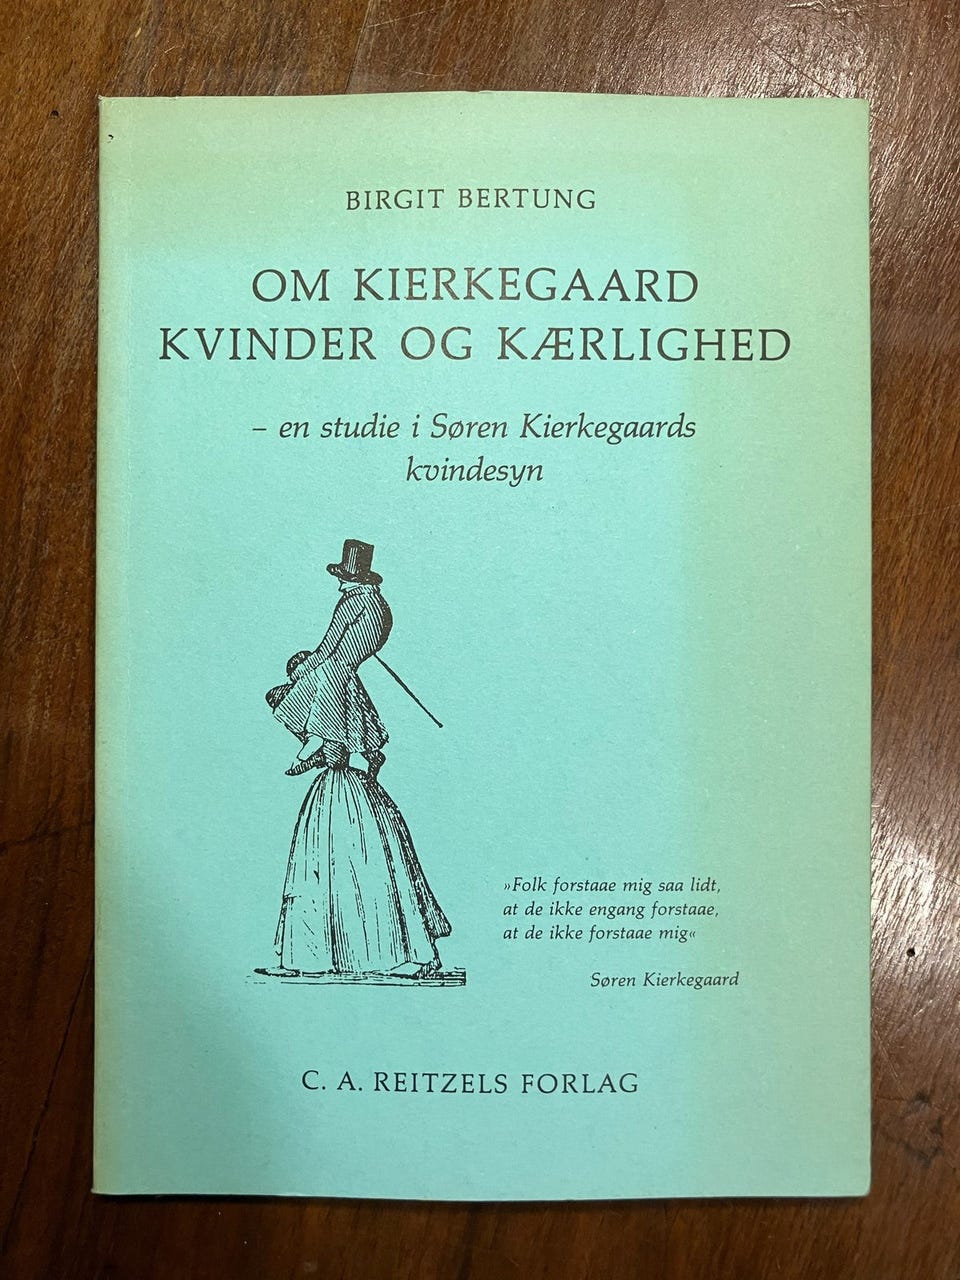 BIRGIT BERTUNG
OM KIERKEGAARD
KVINDER OG KÆRLIGHED
– en studie i Søren Kierkegaards
kvindesyn
»Folk forstaae mig saa lidt,
at de ikke engang forstaae,
at de ikke forstaae mig«
Søren Kierkegaard
C. A. REITZELS FORLAG